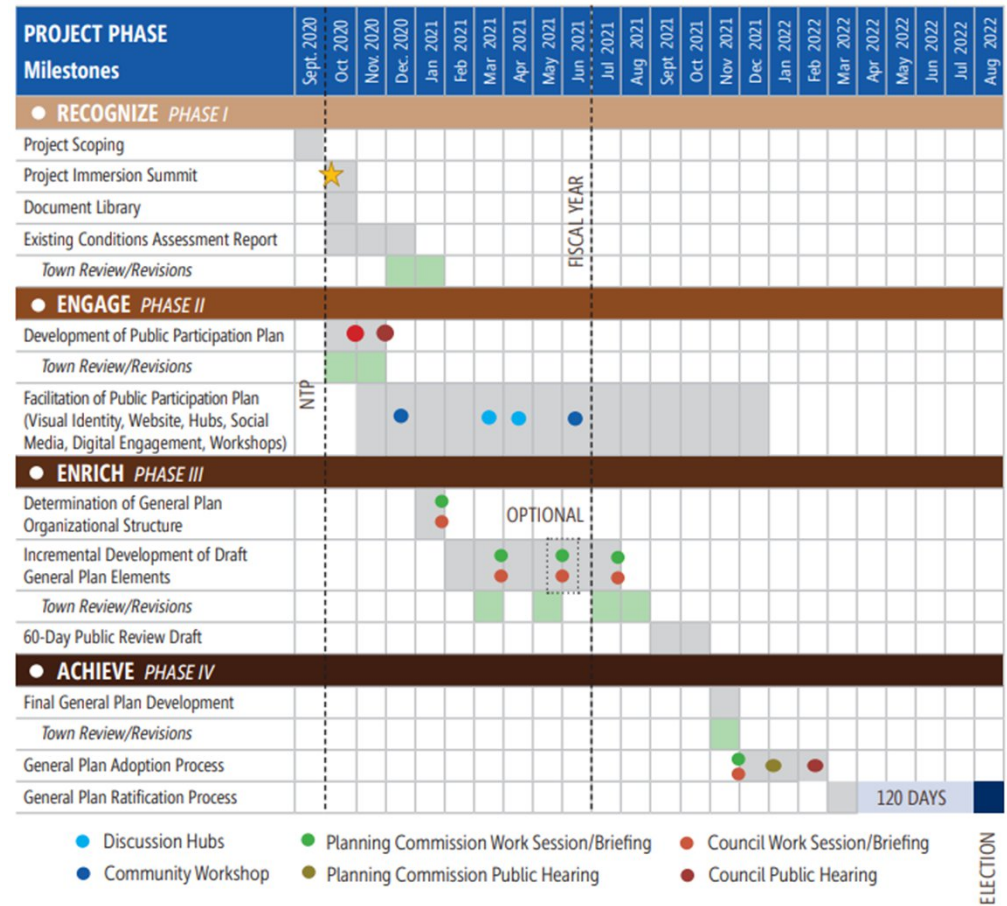 PROJECT PHASE
Milestones
Sept. 2020
Oct 2020
Nov. 2020
Dec. 2020
Jan 2021
Feb 2021
Mar 2021
Apr 2021
May 2021
Jun 2021
Jul 2021
Aug 2021
Sept 2021
Oct 2021
Nov 2021
Dec 2021
Jan 2022
Feb 2022
Mar 2022
Apr 2022
May 2022
Jun 2022
Jul 2022
Aug 2022
RECOGNIZE PHASE I
Project Scoping
Project Immersion Summit
Document Library
Existing Conditions Assessment Report
Town Review/Revisions
FISCAL YEAR
ENGAGE PHASE II
Development of Public Participation Plan
Town Review/Revisions
Facilitation of Public Participation Plan
(Visual Identity, Website, Hubs, Social
Media, Digital Engagement, Workshops)
NTP
ENRICH PHASE III
Determination of General Plan
Organizational Structure
OPTIONAL
Incremental Development of Draft
General Plan Elements
Town Review/Revisions
60-Day Public Review Draft
ACHIEVE PHASE IV
Final General Plan Development
Town Review/Revisions
General Plan Adoption Process
General Plan Ratification Process
120 DAYS
ELECTION
Discussion Hubs
Planning Commission Work Session/Briefing
Council Work Session/Briefing
Community Workshop
Planning Commission Public Hearing
Council Public Hearing